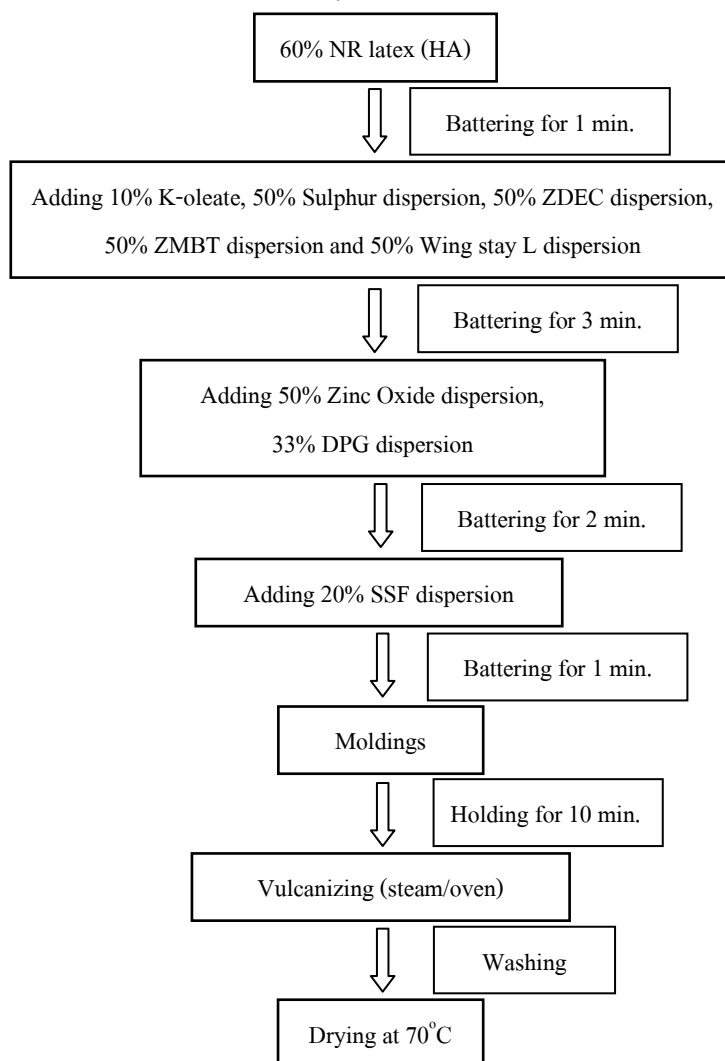 60% NR latex (HA)
Battering for 1 min.
Adding 10% K-oleate, 50% Sulphur dispersion, 50% ZDEC dispersion,
50% ZMBT dispersion and 50% Wing stay L dispersion
Battering for 3 min.
Adding 50% Zinc Oxide dispersion,
33% DPG dispersion
Battering for 2 min.
Adding 20% SSF dispersion
Battering for 1 min.
Moldings
Holding for 10 min.
Vulcanizing (steam/oven)
Washing
Drying at 70°C